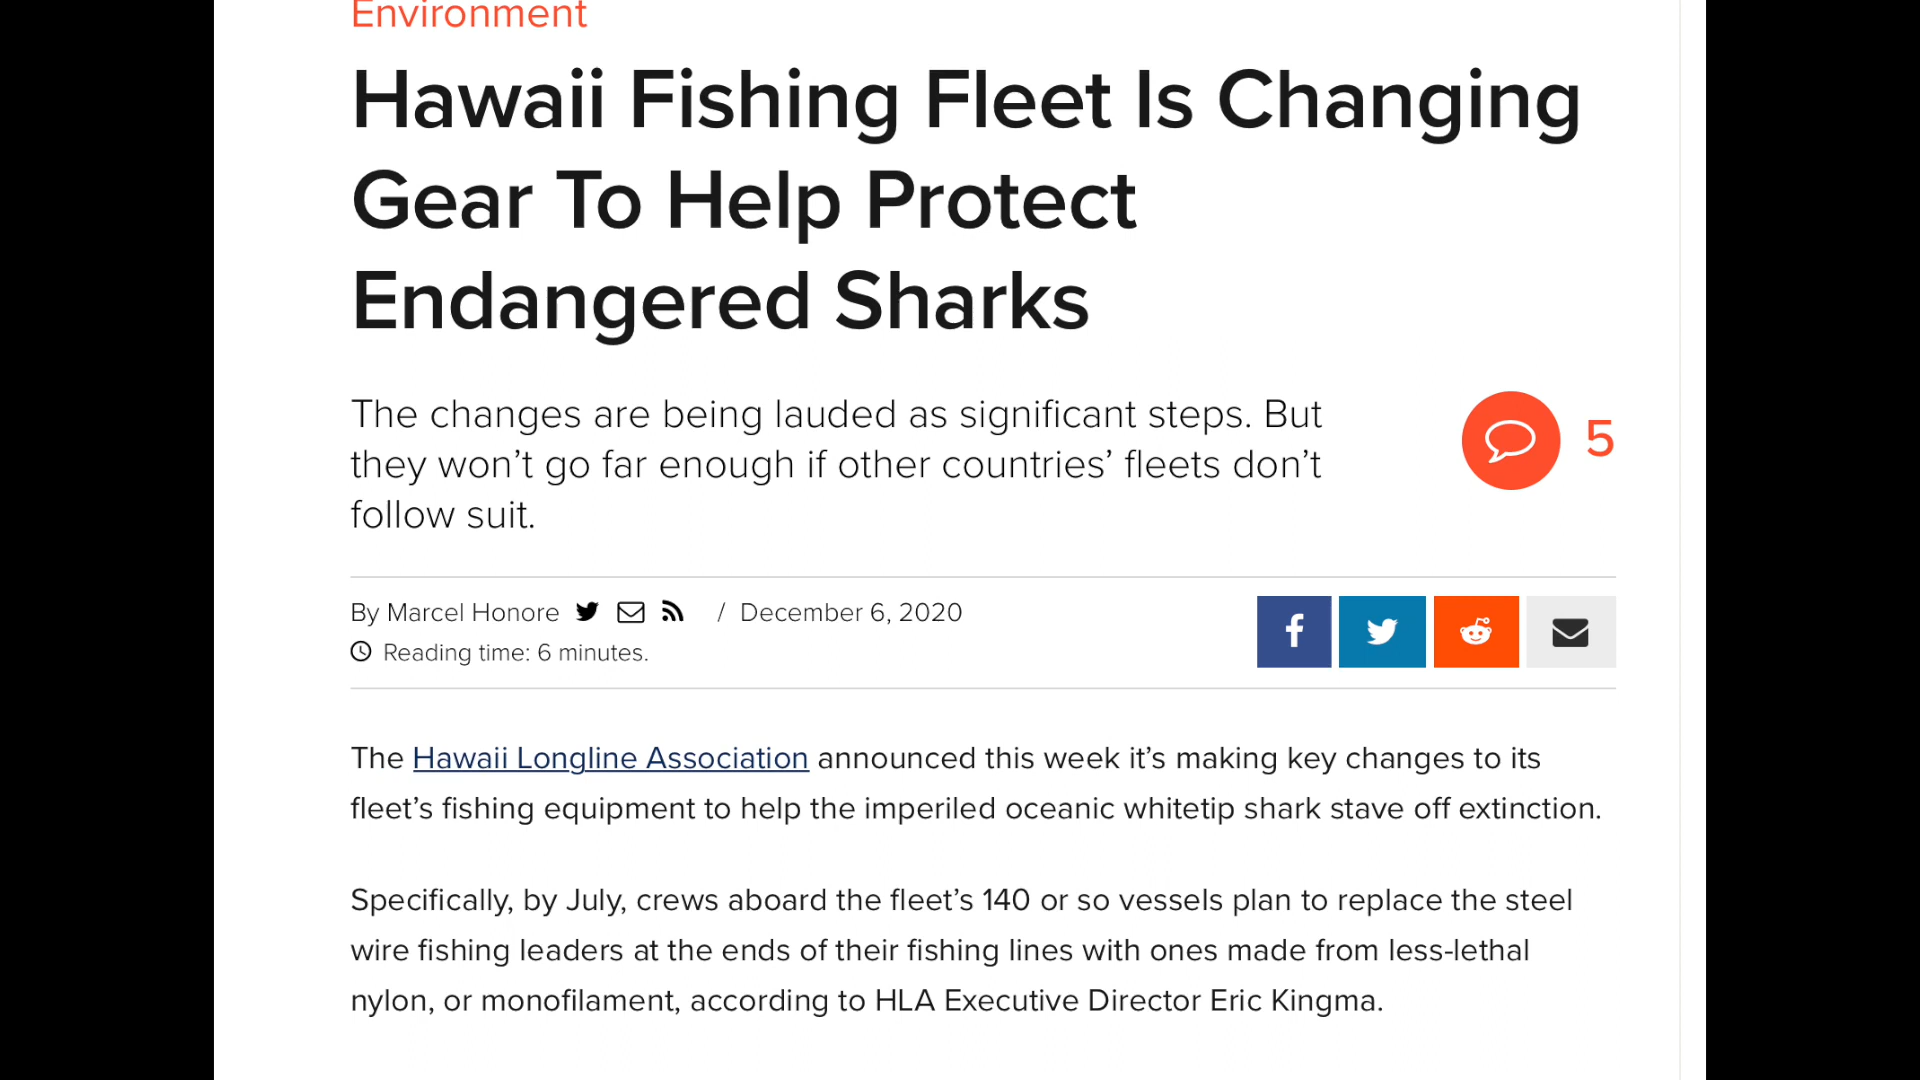 Environment
Hawaii Fishing Fleet Is Changing
Gear To Help Protect
Endangered Sharks
The changes are being lauded as significant steps. But
they won’t go far enough if other countries’ fleets don’t
follow suit.
5
By Marcel Honore / December 6, 2020
Reading time: 6 minutes.
The Hawaii Longline Association announced this week it’s making key changes to its
fleet’s fishing equipment to help the imperiled oceanic whitetip shark stave off extinction.
Specifically, by July, crews aboard the fleet’s 140 or so vessels plan to replace the steel
wire fishing leaders at the ends of their fishing lines with ones made from less-lethal
nylon, or monofilament, according to HLA Executive Director Eric Kingma.